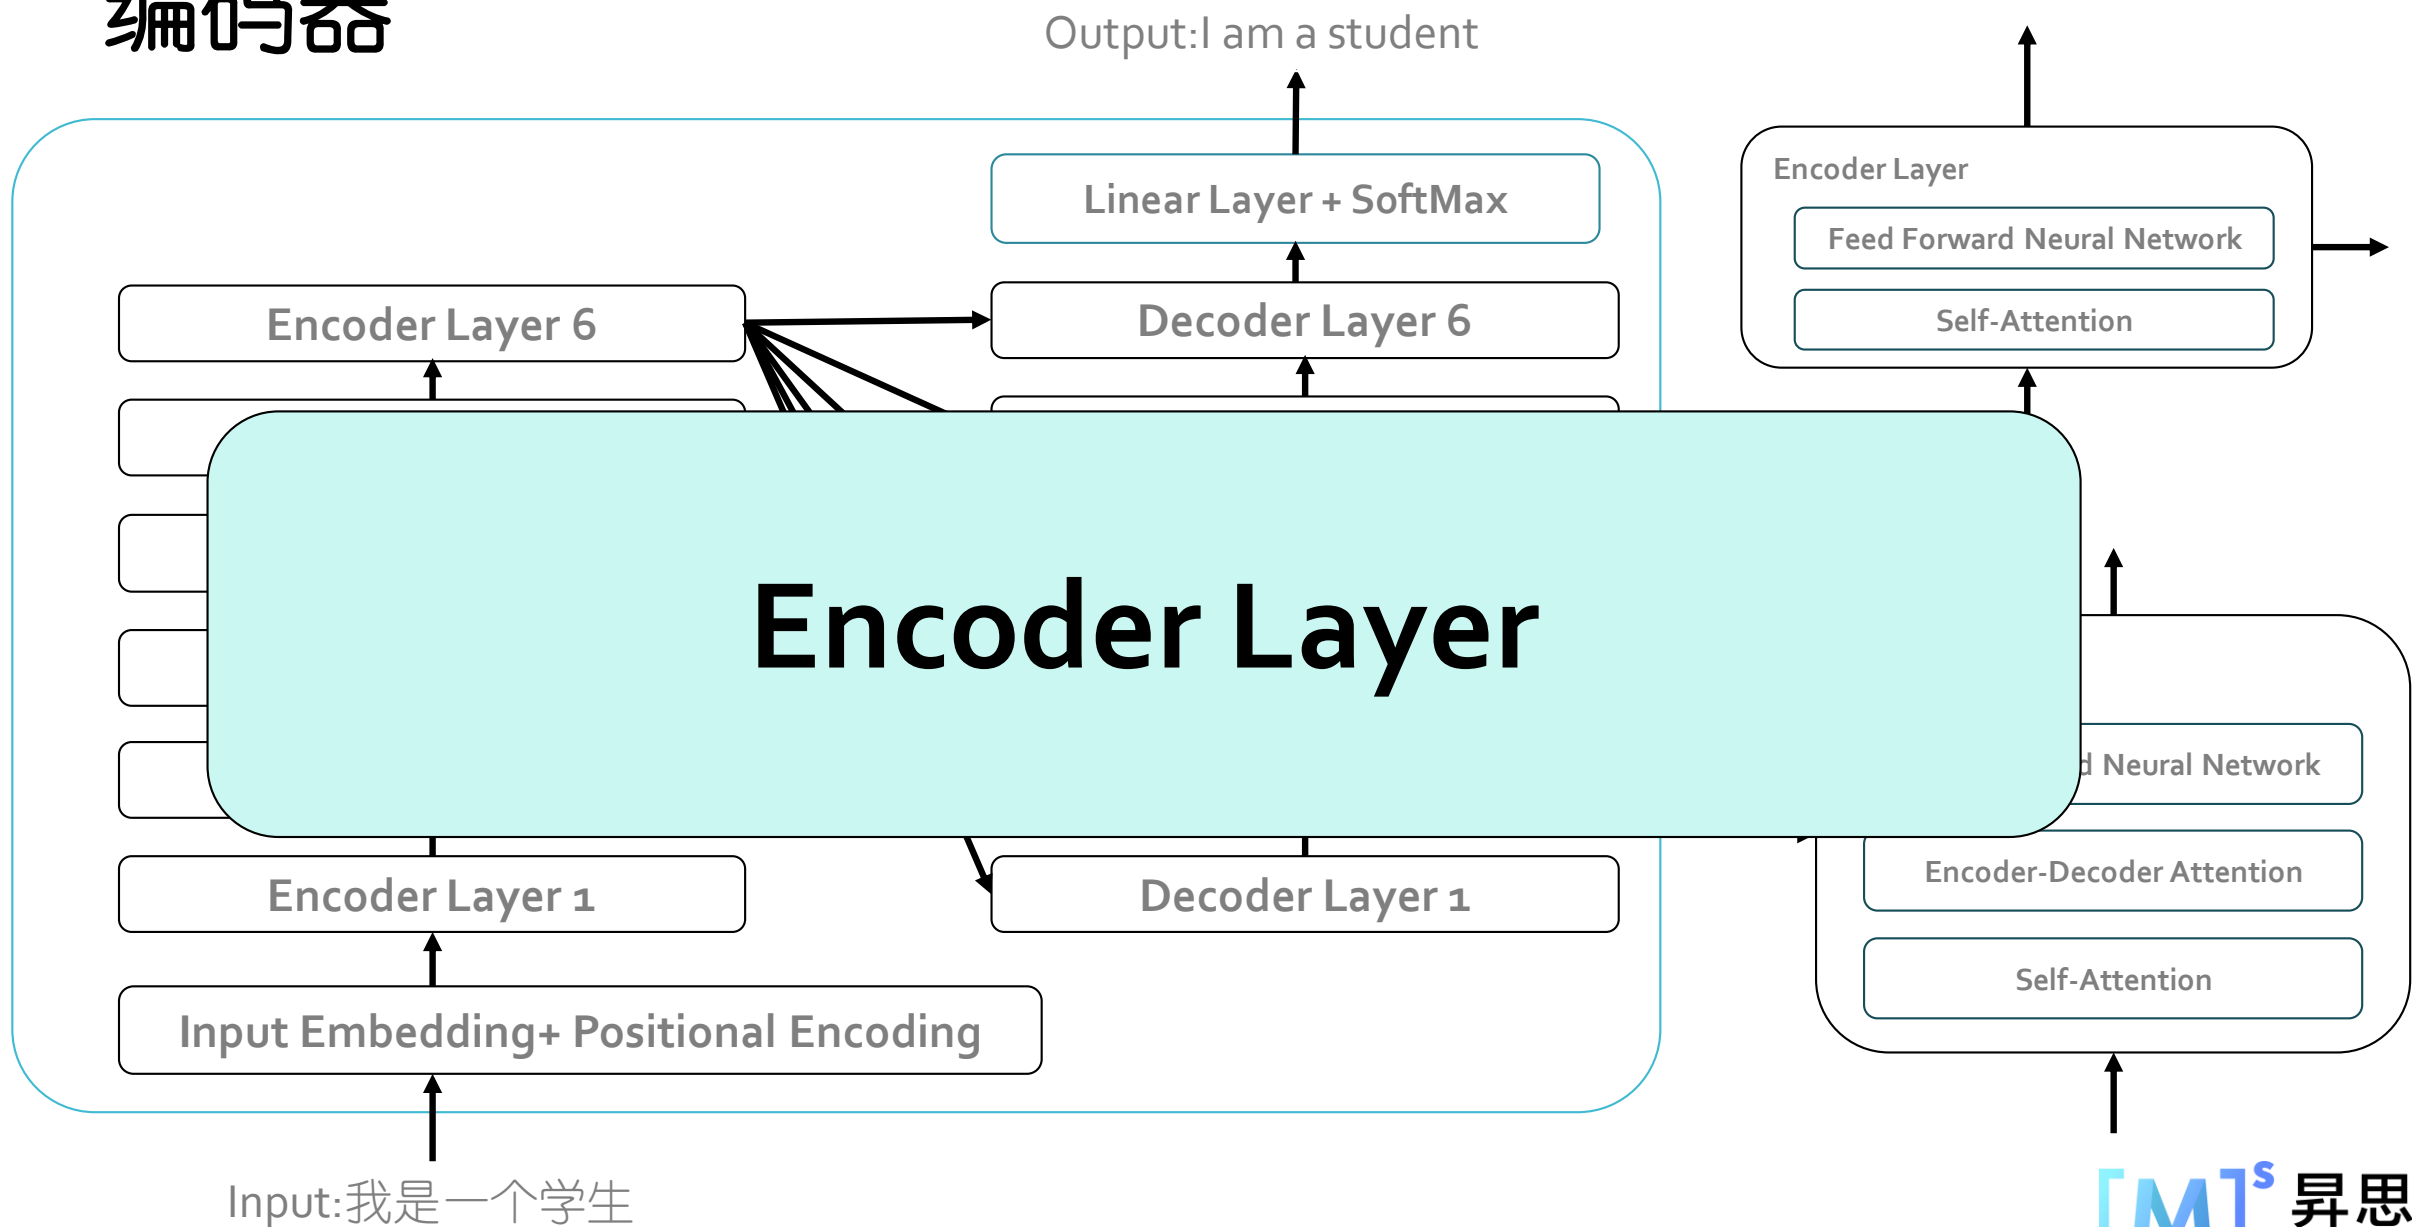 编码器
Output:I am a student
Linear Layer + SoftMax
Encoder Layer 6
Decoder Layer 6
Encoder Layer
Feed Forward Neural Network
Self-Attention
Encoder Layer
d Neural Network
Encoder-Decoder Attention
Self-Attention
Encoder Layer 1
Decoder Layer 1
Input Embedding+ Positional Encoding
Input:我是一个学生
[M]s 昇思